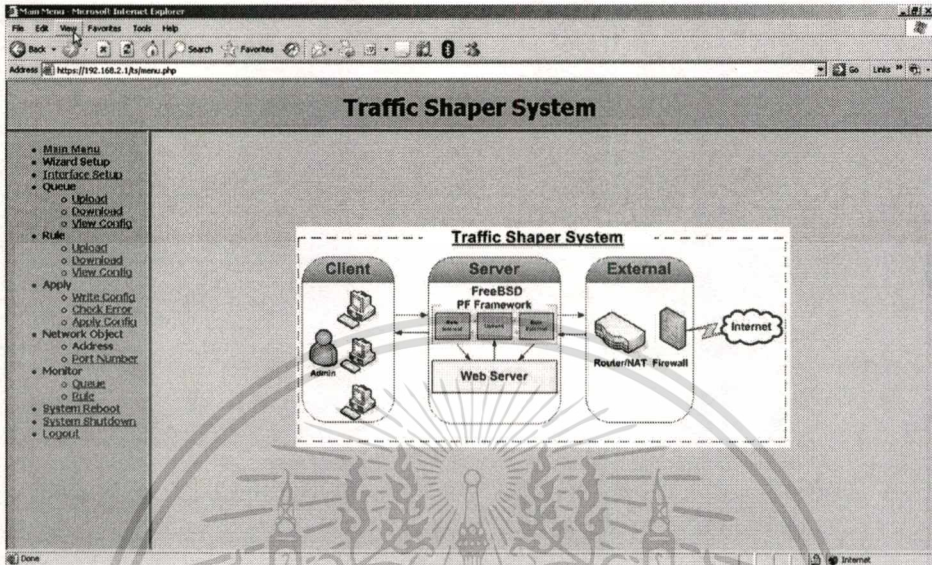 Main Menu - Microsoft Internet Explorer
File Edit View Favorites Tools Help
Back Search Favorites
Address https://192.168.2.1/ts/menu.php Go Links »
Traffic Shaper System
Main Menu
Wizard Setup
Interface Setup
Queue
Upload
Download
View Config
Rule
Upload
Download
View Config
Apply
Write Config
Check Error
Apply Config
Network Object
Address
Port Number
Monitor
Queue
Rule
System Reboot
System Shutdown
Logout
Traffic Shaper System
Client
Admin
Server
FreeBSD
PF Framework
Web Server
External
Router/NAT Firewall
Internet
Done Internet